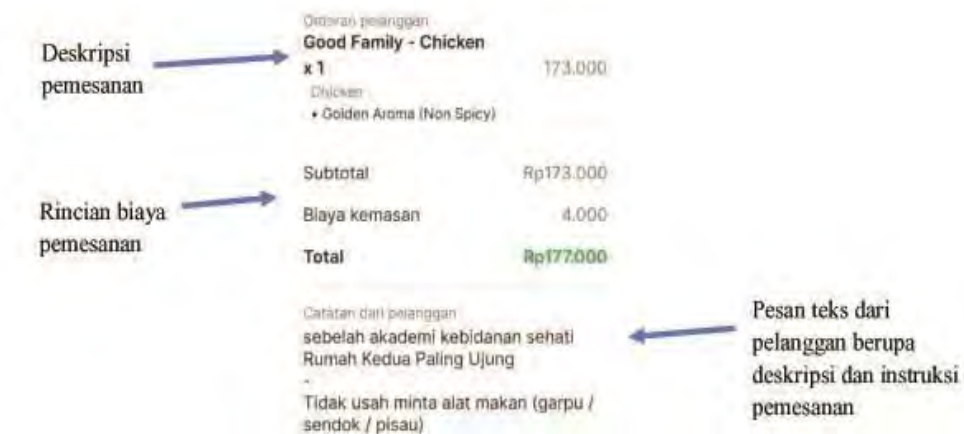 Deskripsi
pemesanan
Orderan pelanggan
Good Family - Chicken
x 1 173.000
Chicken
• Golden Aroma (Non Spicy)
Rincian biaya
pemesanan
Subtotal Rp173.000
Biaya kemasan 4.000
Total Rp177.000
Catatan dari pelanggan
sebelah akademi kebidanan sehati
Rumah Kedua Paling Ujung
-
Tidak usah minta alat makan (garpu /
sendok / pisau)
Pesan teks dari
pelanggan berupa
deskripsi dan instruksi
pemesanan